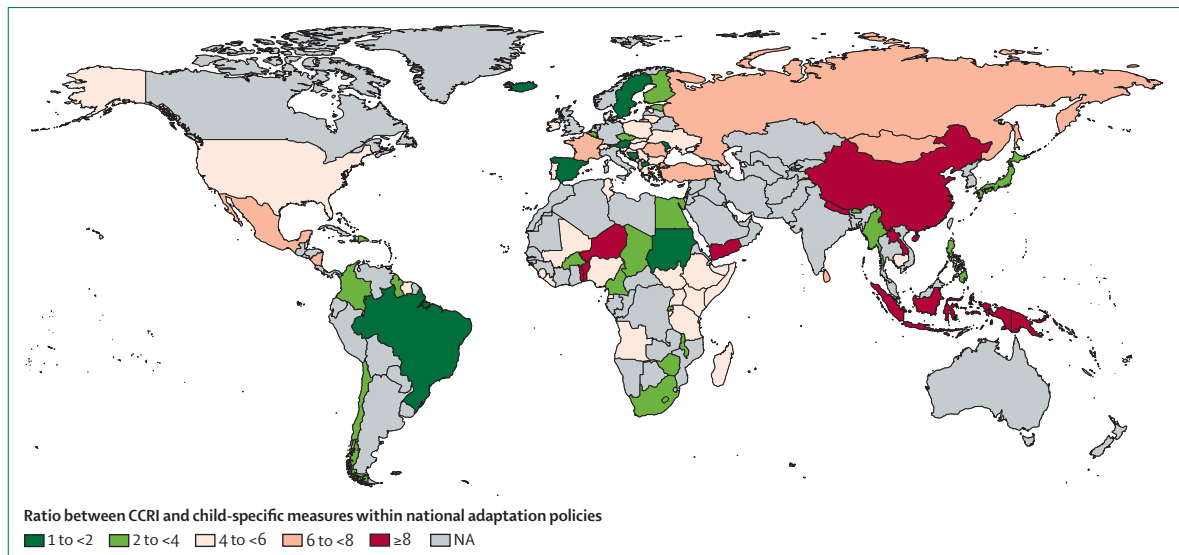 Ratio between CCRI and child-specific measures within national adaptation policies
1 to <2 2 to <4 4 to <6 6 to <8 ≥8 NA